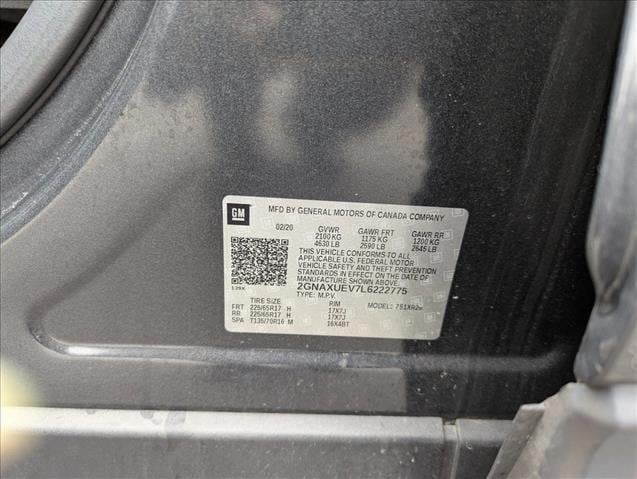 GM
MFD BY GENERAL MOTORS OF CANADA COMPANY
02/20 GVWR GAWR FRT GAWR RR
2100 KG 1175 KG 1200 KG
4630 LB 2590 LB 2645 LB
THIS VEHICLE CONFORMS TO ALL
APPLICABLE U.S. FEDERAL MOTOR
VEHICLE SAFETY AND THEFT PREVENTION
STANDARDS IN EFFECT ON THE DATE OF
MANUFACTURE SHOWN ABOVE.
2GNAXUEV7L6222775
TYPE: M.P.V. MODEL:
TIRE SIZE RIM
FRT 225/65R17 H 17X7J
RR 225/65R17 H 17X7J
SPA T135/70R16 M 16X4BT